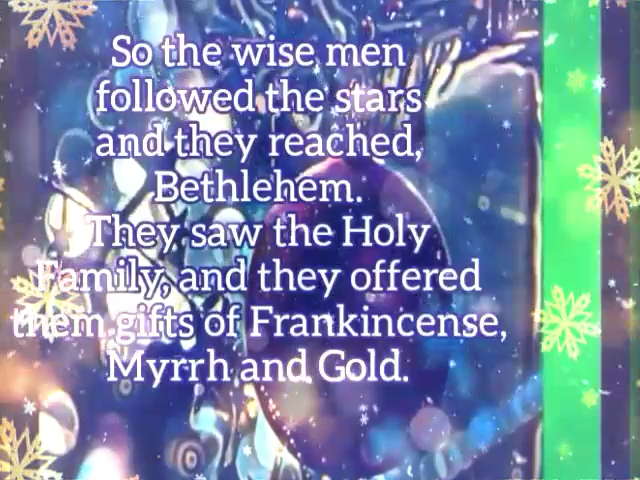 So the wise men
followed the stars
and they reached,
Bethlehem.
They saw the Holy
Family, and they offered
them gifts of Frankincense,
Myrrh and Gold.